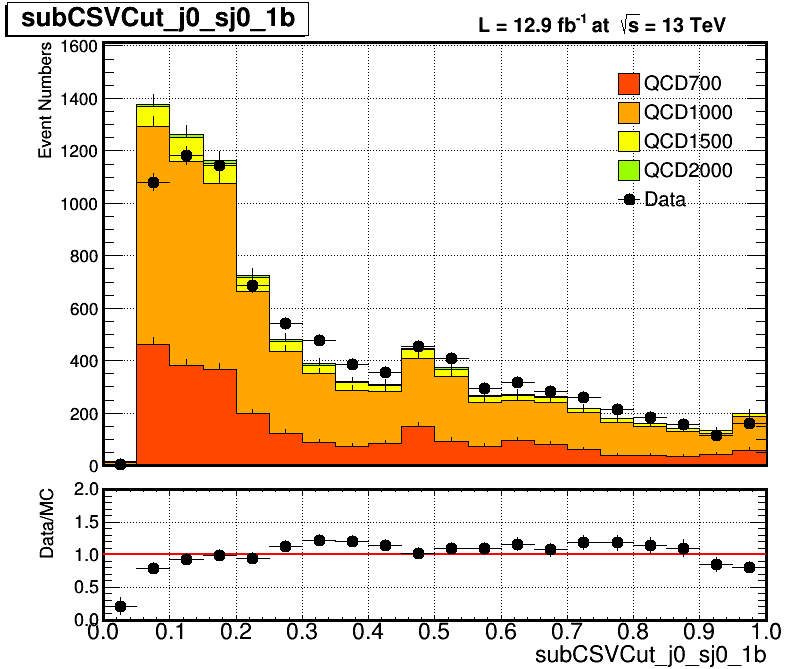 subCSVCut_j0_sj0_1b
L = 12.9 fb-1 at √s = 13 TeV
Event Numbers
1600
1400
1200
1000
800
600
400
200
0
QCD700
QCD1000
QCD1500
QCD2000
Data
Data/MC
2.0
1.5
1.0
0.5
0.0
0.0 0.1 0.2 0.3 0.4 0.5 0.6 0.7 0.8 0.9 1.0
subCSVCut_j0_sj0_1b